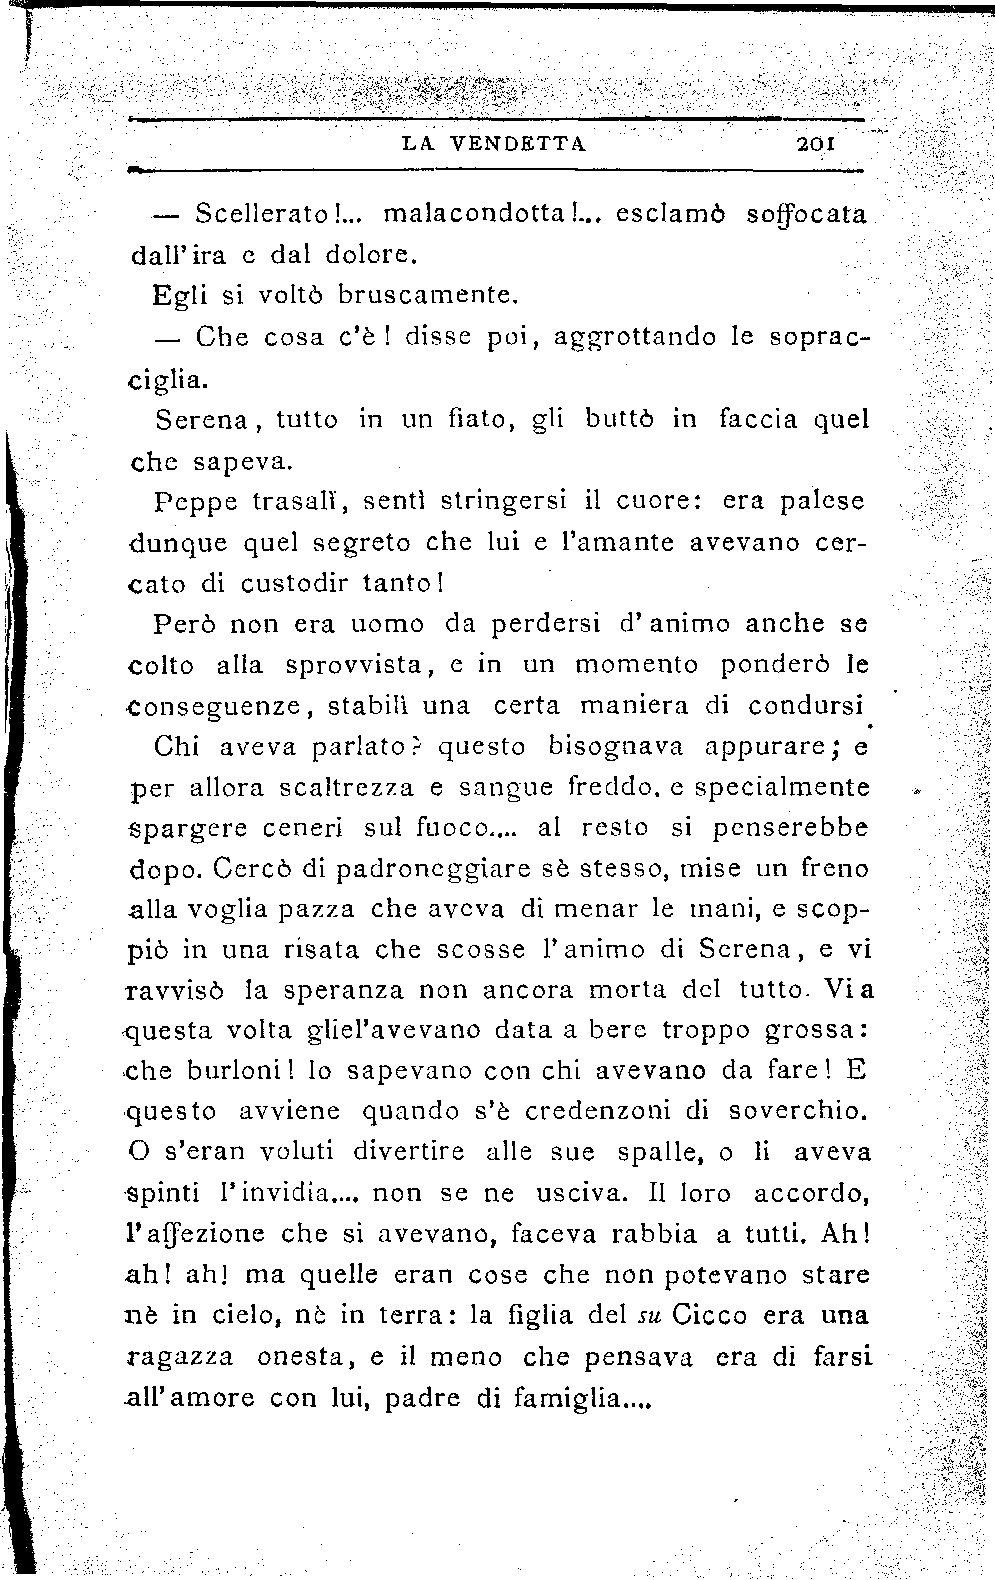 LA VENDETTA 201
— Scellerato!... malacondotta!... esclamò soffocata
dall'ira e dal dolore.
Egli si voltò bruscamente.
— Che cosa c'è! disse poi, aggrottando le soprac-
ciglia.
Serena, tutto in un fiato, gli buttò in faccia quel
che sapeva.
Peppe trasalì, sentì stringersi il cuore: era palese
dunque quel segreto che lui e l'amante avevano cer-
cato di custodir tanto!
Però non era uomo da perdersi d'animo anche se
colto alla sprovvista, e in un momento ponderò le
conseguenze, stabilì una certa maniera di condursi.
Chi aveva parlato? questo bisognava appurare; e
per allora scaltrezza e sangue freddo, e specialmente
spargere ceneri sul fuoco.... al resto si penserebbe
dopo. Cercò di padroneggiare sè stesso, mise un freno
alla voglia pazza che aveva di menar le mani, e scop-
piò in una risata che scosse l'animo di Serena, e vi
ravvisò la speranza non ancora morta del tutto. Via
questa volta gliel'avevano data a bere troppo grossa:
che burloni! lo sapevano con chi avevano da fare! E
questo avviene quando s'è credenzoni di soverchio.
O s'eran voluti divertire alle sue spalle, o li aveva
spinti l'invidia.... non se ne usciva. Il loro accordo,
l'affezione che si avevano, faceva rabbia a tutti. Ah!
ah! ah! ma quelle eran cose che non potevano stare
nè in cielo, nè in terra: la figlia del su Cicco era una
ragazza onesta, e il meno che pensava era di farsi
all'amore con lui, padre di famiglia....